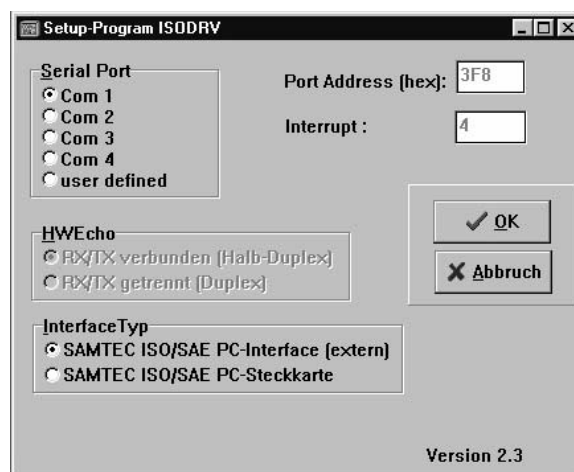 Setup-Program ISODRV
Serial Port
Com 1
Com 2
Com 3
Com 4
user defined
Port Address (hex): 3F8
Interrupt : 4
HWEcho
RX/TX verbunden (Halb-Duplex)
RX/TX getrennt (Duplex)
OK
Abbruch
InterfaceTyp
SAMTEC ISO/SAE PC-Interface (extern)
SAMTEC ISO/SAE PC-Steckkarte
Version 2.3